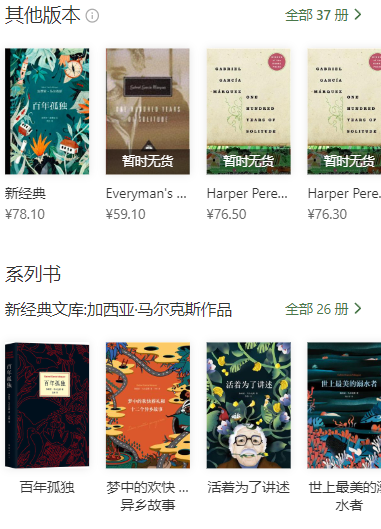 其他版本
全部 37 册
百年孤独
Gabriel García Márquez
ONE HUNDRED YEARS
OF SOLITUDE
暂时无货
GABRIEL
GARCÍA
MÁRQUEZ
ONE
HUNDRED
YEARS OF
SOLITUDE
暂时无货
GABRIEL
GARCÍA
MÁRQUEZ
ONE
HUNDRED
YEARS OF
SOLITUDE
暂时无货
新经典
Everyman's ...
Harper Pere...
Harper Pere...
¥78.10
¥59.10
¥76.50
¥76.30
系列书
新经典文库:加西亚·马尔克斯作品
全部 26 册
百年孤独
百年孤独
梦中的欢快葬礼和
十二个异乡故事
活着为了讲述
世上最美的溺水者
百年孤独
梦中的欢快 ...
异乡故事
活着为了讲述
世上最美的溺
水者